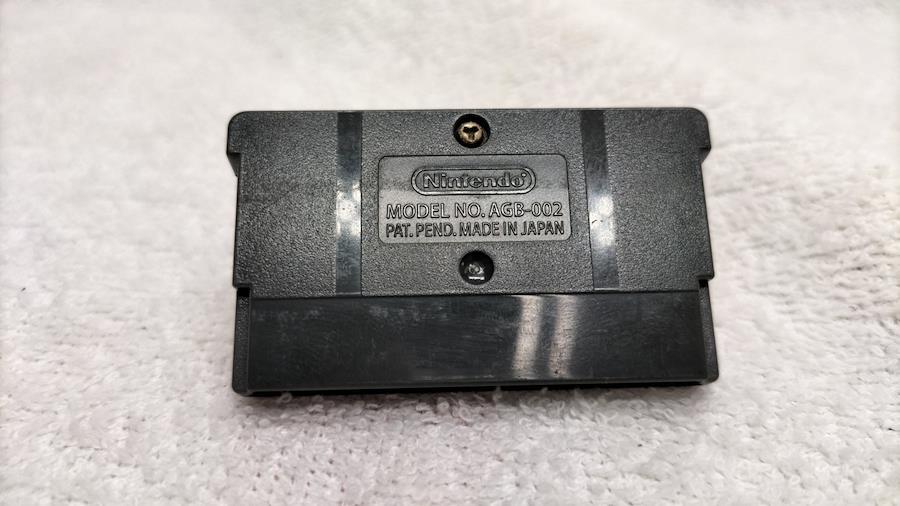 Nintendo®
MODEL NO. AGB-002
PAT. PEND. MADE IN JAPAN